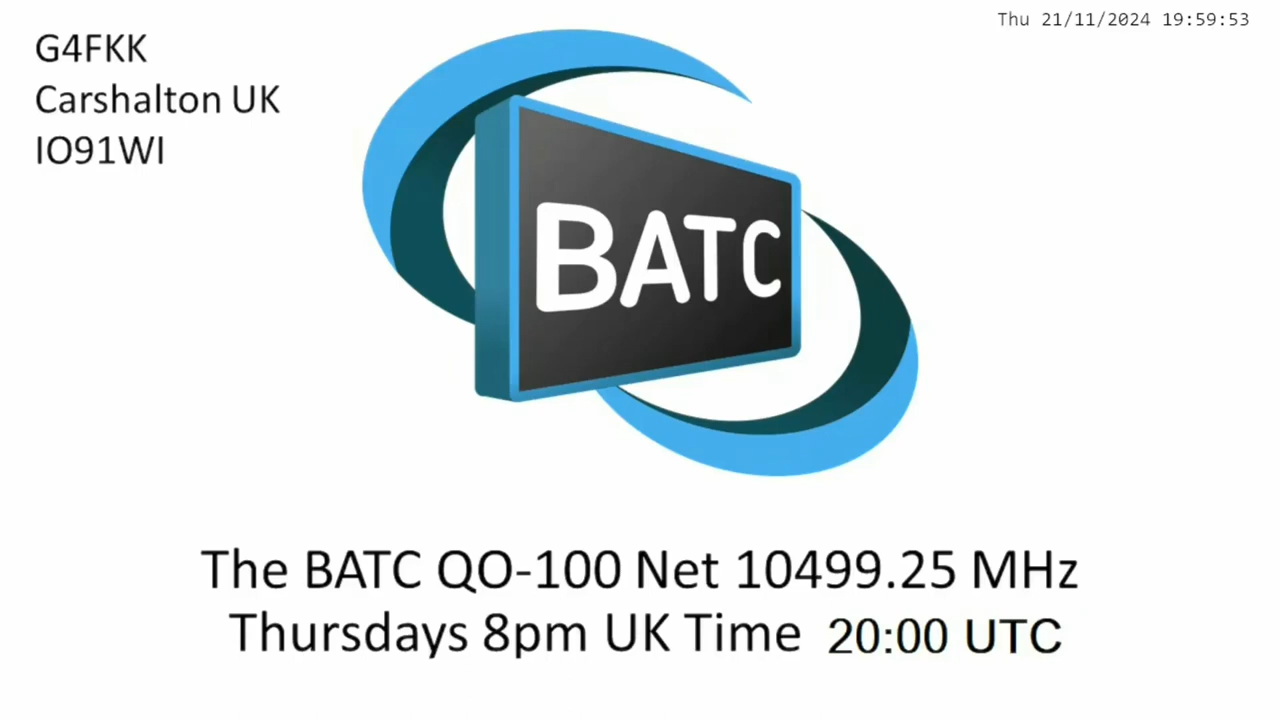 Thu 21/11/2024 19:59:53
G4FKK
Carshalton UK
IO91WI
BATC
The BATC QO-100 Net 10499.25 MHz
Thursdays 8pm UK Time 20:00 UTC